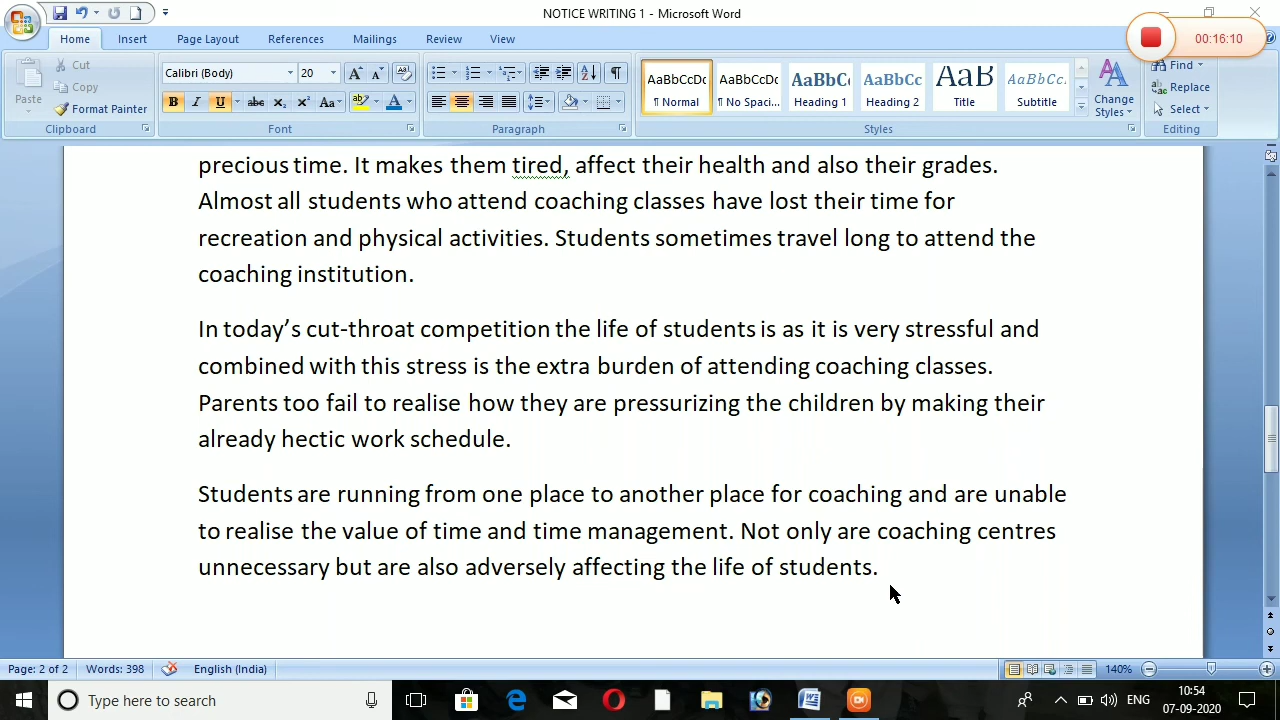 NOTICE WRITING 1 - Microsoft Word
00:16:10
Home Insert Page Layout References Mailings Review View
Paste
Cut
Copy
Format Painter
Clipboard
Calibri (Body) 20
B I U abc X₂ X² Aa
Font
Paragraph
AaBbCcDc AaBbCcDc AaBbCc AaBbCc AaB AaBbCc.
¶ Normal ¶ No Spaci... Heading 1 Heading 2 Title Subtitle
Change Styles
Styles
Find
Replace
Select
Editing
precious time. It makes them tired, affect their health and also their grades.
Almost all students who attend coaching classes have lost their time for
recreation and physical activities. Students sometimes travel long to attend the
coaching institution.
In today’s cut-throat competition the life of students is as it is very stressful and
combined with this stress is the extra burden of attending coaching classes.
Parents too fail to realise how they are pressurizing the children by making their
already hectic work schedule.
Students are running from one place to another place for coaching and are unable
to realise the value of time and time management. Not only are coaching centres
unnecessary but are also adversely affecting the life of students.
Page: 2 of 2 Words: 398 English (India) 140%
Type here to search
ENG
10:54
07-09-2020